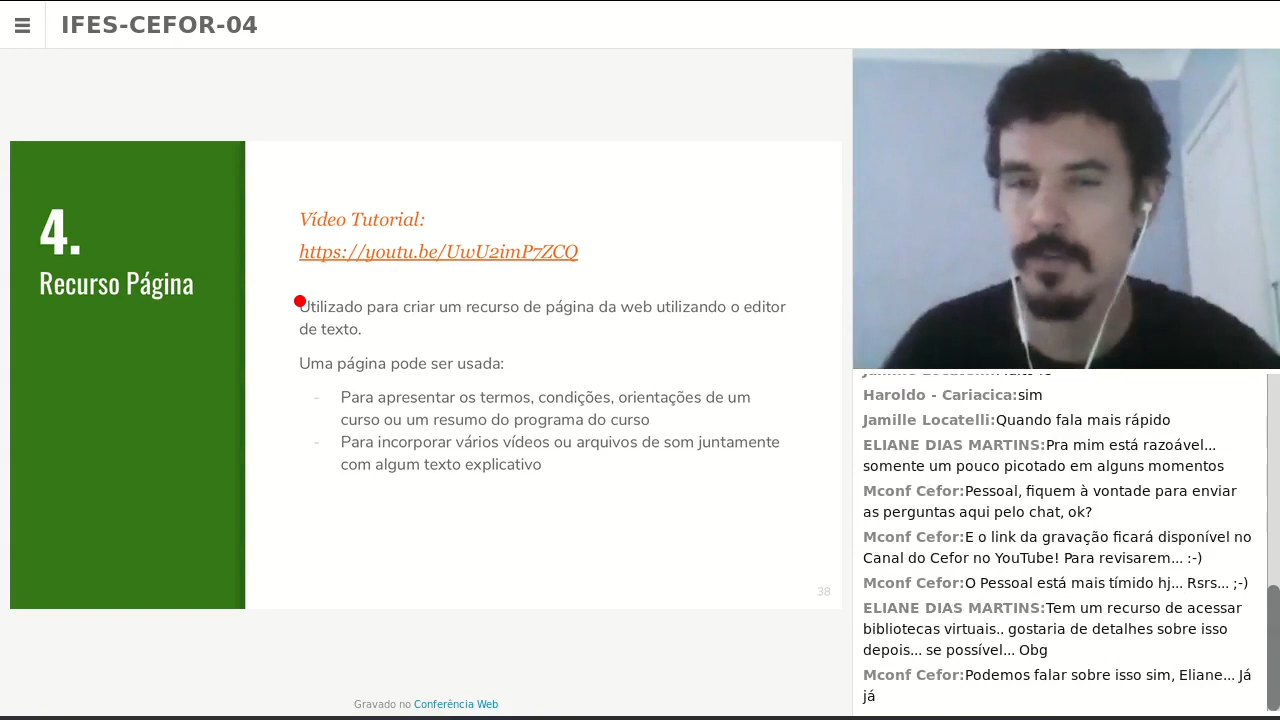 IFES-CEFOR-04
4.
Recurso Página
Vídeo Tutorial:
https://youtu.be/UwU2imP7ZCQ
Utilizado para criar um recurso de página da web utilizando o editor
de texto.
Uma página pode ser usada:
- Para apresentar os termos, condições, orientações de um
curso ou um resumo do programa do curso
- Para incorporar vários vídeos ou arquivos de som juntamente
com algum texto explicativo
38
Gravado no Conferência Web
Haroldo - Cariacica:sim
Jamille Locatelli:Quando fala mais rápido
ELIANE DIAS MARTINS:Pra mim está razoável...
somente um pouco picotado em alguns momentos
Mconf Cefor:Pessoal, fiquem à vontade para enviar
as perguntas aqui pelo chat, ok?
Mconf Cefor:E o link da gravação ficará disponível no
Canal do Cefor no YouTube! Para revisarem... :-)
Mconf Cefor:O Pessoal está mais tímido hj... Rsrs... ;-)
ELIANE DIAS MARTINS:Tem um recurso de acessar
bibliotecas virtuais.. gostaria de detalhes sobre isso
depois... se possível... Obg
Mconf Cefor:Podemos falar sobre isso sim, Eliane... Já
já